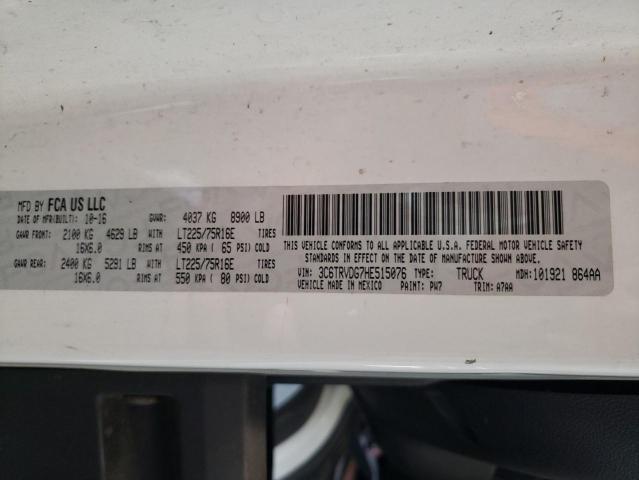 MFD BY FCA US LLC
DATE OF MFR(BUILT): 10-16 GVWR: 4037 KG 8900 LB
GAWR FRONT: 2100 KG 4629 LB WITH LT225/75R16E TIRES
16X6.0 RIMS AT 450 KPA ( 65 PSI) COLD
GAWR REAR: 2400 KG 5291 LB WITH LT225/75R16E TIRES
16X6.0 RIMS AT 550 KPA ( 80 PSI) COLD
THIS VEHICLE CONFORMS TO ALL APPLICABLE U.S.A. FEDERAL MOTOR VEHICLE SAFETY
STANDARDS IN EFFECT ON THE DATE OF MANUFACTURE SHOWN ABOVE.
VIN: 3C6TRVDG7HE515076 TYPE: TRUCK MDH: 101921 864AA
VEHICLE MADE IN MEXICO PAINT: PW7 TRIM: A7AA